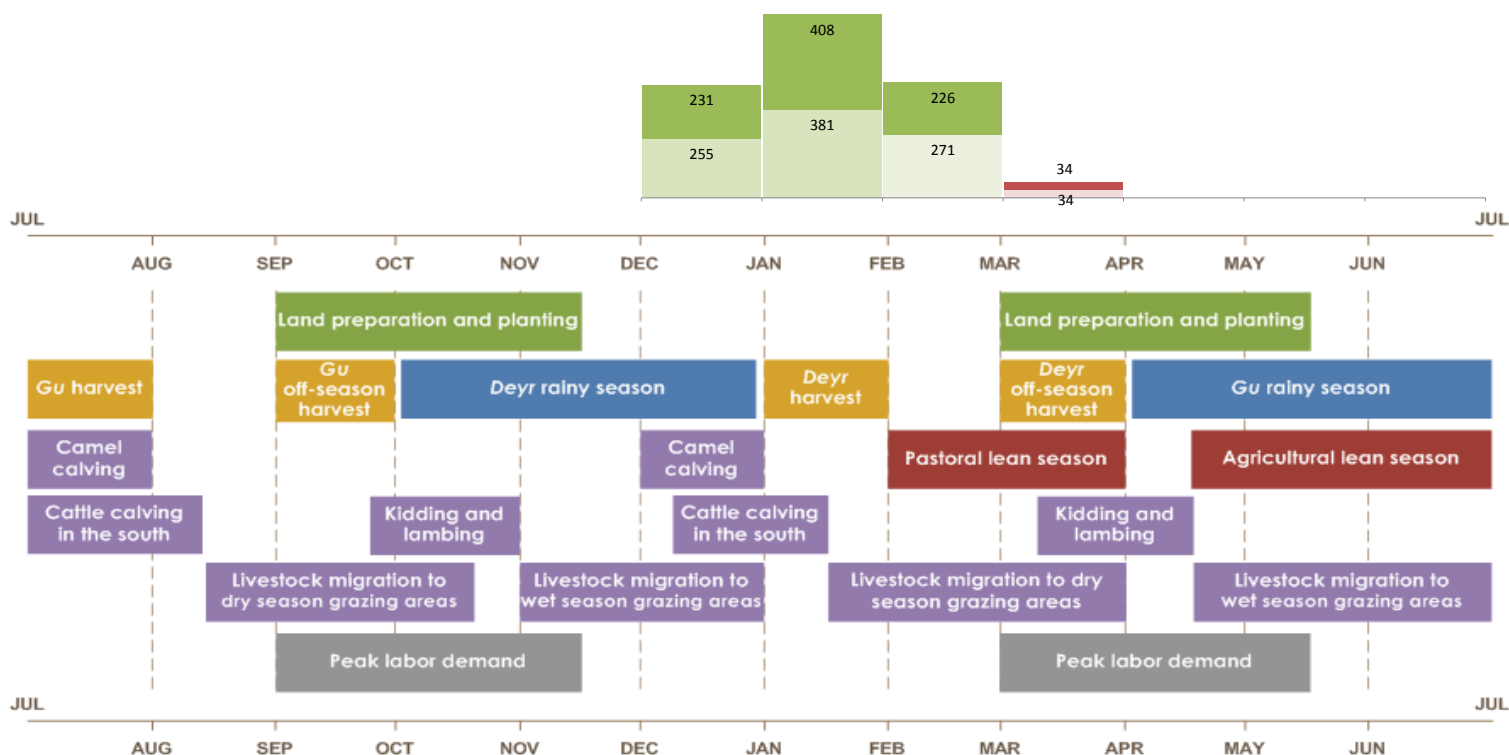 408
231
226
381
255
271
34
34
JUL JUL
AUG SEP OCT NOV DEC JAN FEB MAR APR MAY JUN
Land preparation and planting
Land preparation and planting
Gu harvest
Gu
off-season
harvest
Deyr rainy season
Deyr
harvest
Deyr
off-season
harvest
Gu rainy season
Camel
calving
Camel
calving
Pastoral lean season
Agricultural lean season
Cattle calving
in the south
Kidding and
lambing
Cattle calving
in the south
Kidding and
lambing
Livestock migration to
dry season grazing areas
Livestock migration to
wet season grazing areas
Livestock migration to dry
season grazing areas
Livestock migration to
wet season grazing areas
Peak labor demand
Peak labor demand
JUL JUL
AUG SEP OCT NOV DEC JAN FEB MAR APR MAY JUN